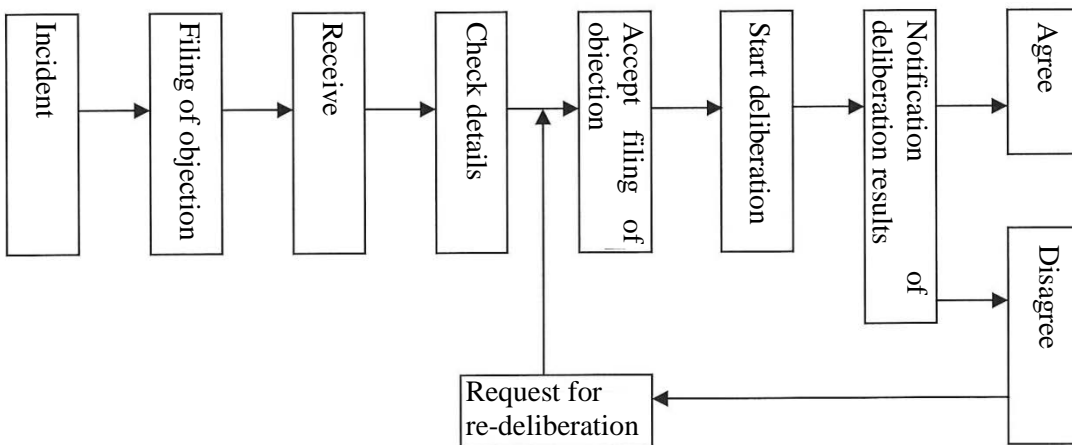 Incident
Filing of objection
Receive
Check details
Accept filing of
objection
Start deliberation
Notification of
deliberation results
Agree
Disagree
Request for
re-deliberation